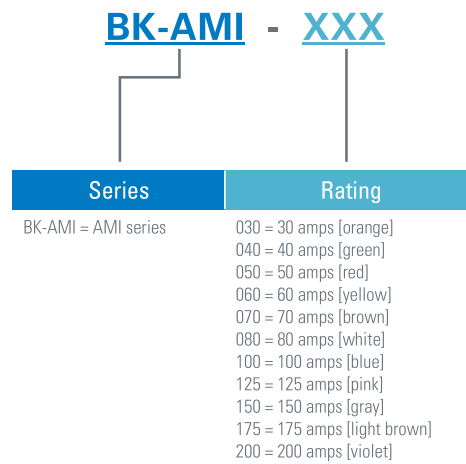 BK-AMI - XXX
Series Rating
BK-AMI = AMI series
030 = 30 amps [orange]
040 = 40 amps [green]
050 = 50 amps [red]
060 = 60 amps [yellow]
070 = 70 amps [brown]
080 = 80 amps [white]
100 = 100 amps [blue]
125 = 125 amps [pink]
150 = 150 amps [gray]
175 = 175 amps [light brown]
200 = 200 amps [violet]